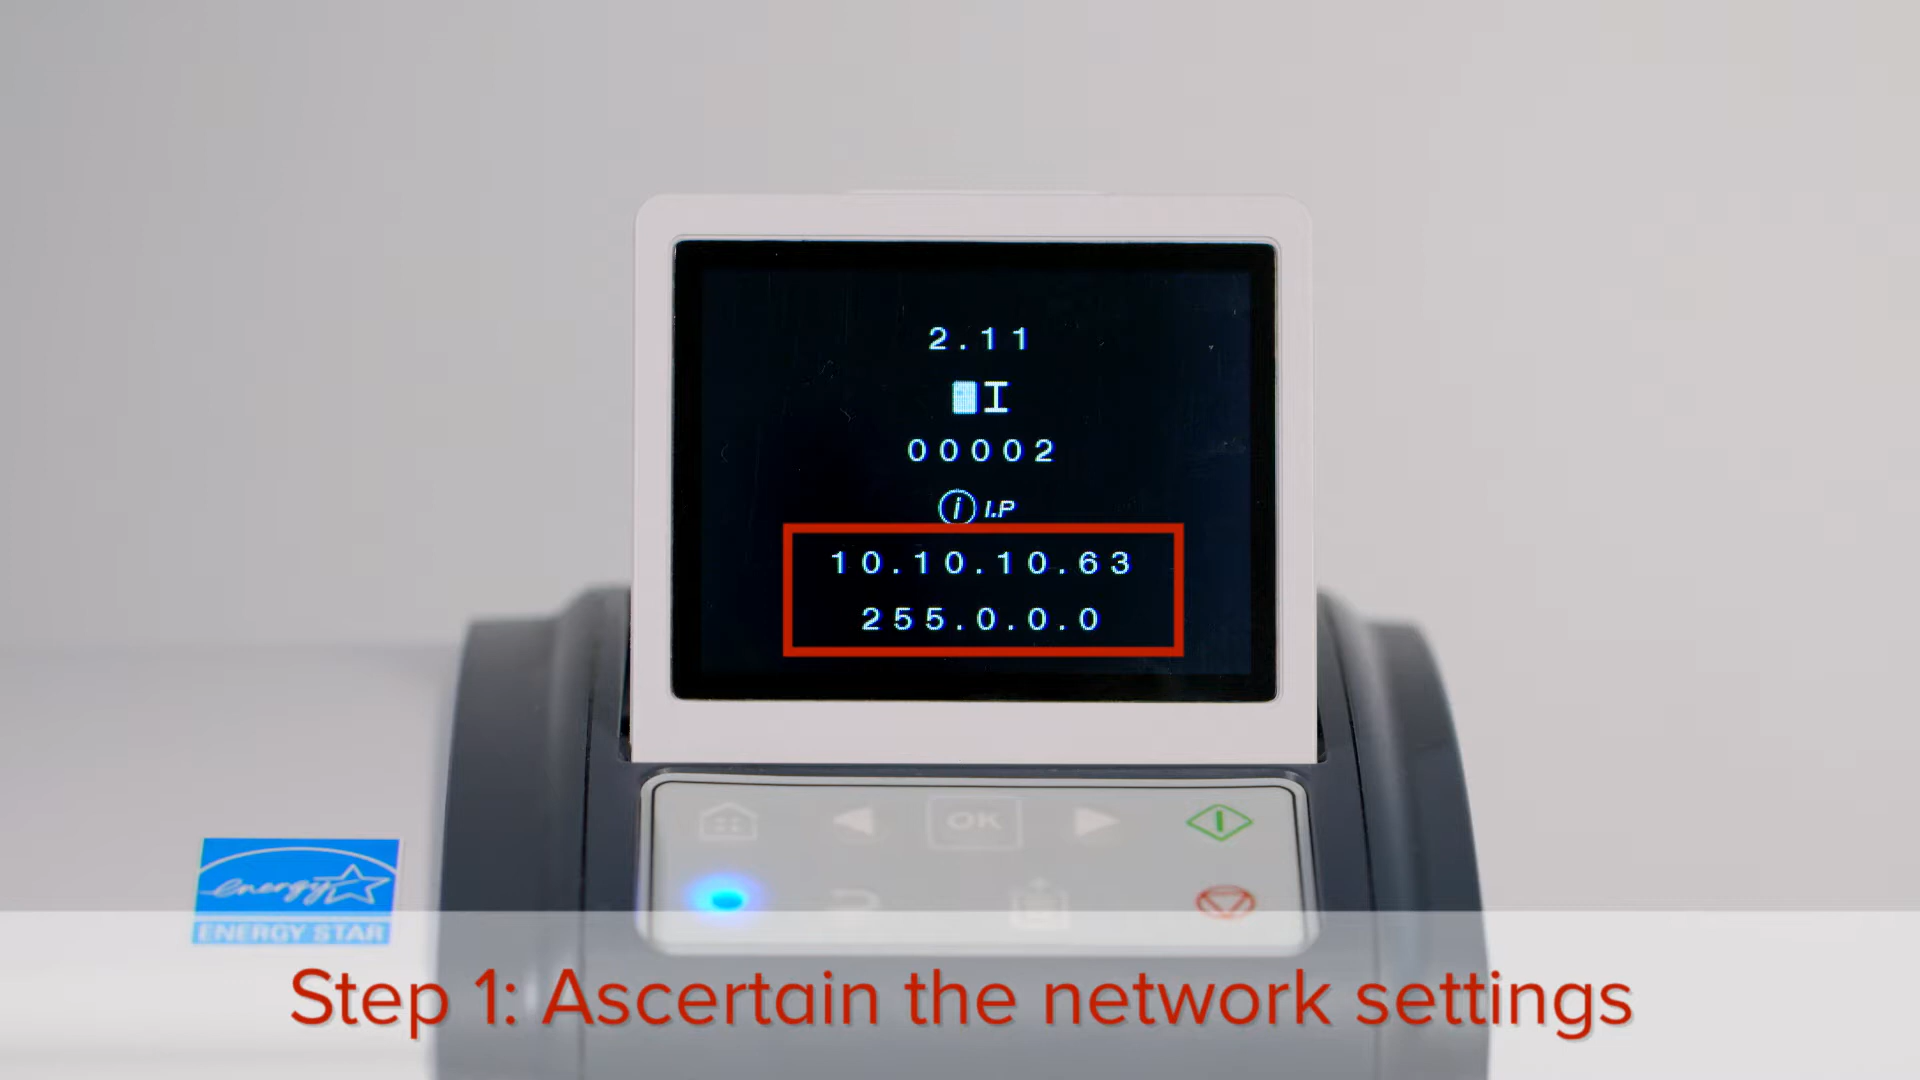 2.11
I
00002
i I.P
10.10.10.63
255.0.0.0
OK
energy
ENERGY STAR
Step 1: Ascertain the network settings